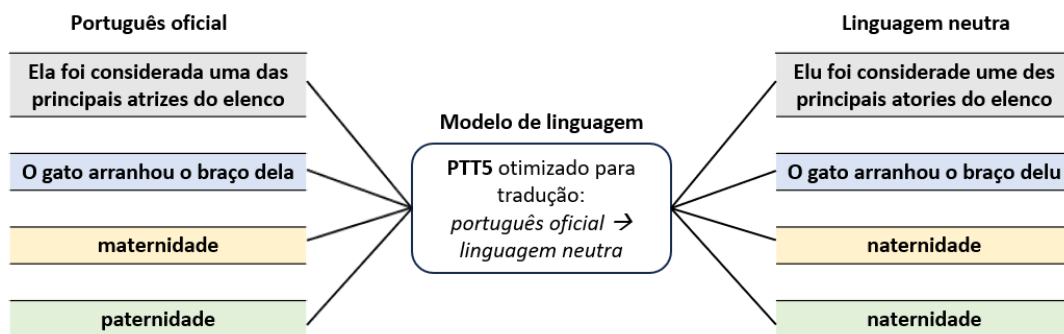 Português oficial
Ela foi considerada uma das
principais atrizes do elenco
O gato arranhou o braço dela
maternidade
paternidade
Modelo de linguagem
PTT5 otimizado para
tradução:
português oficial →
linguagem neutra
Linguagem neutra
Elu foi considerade ume des
principais atories do elenco
O gato arranhou o braço delu
naternidade
naternidade